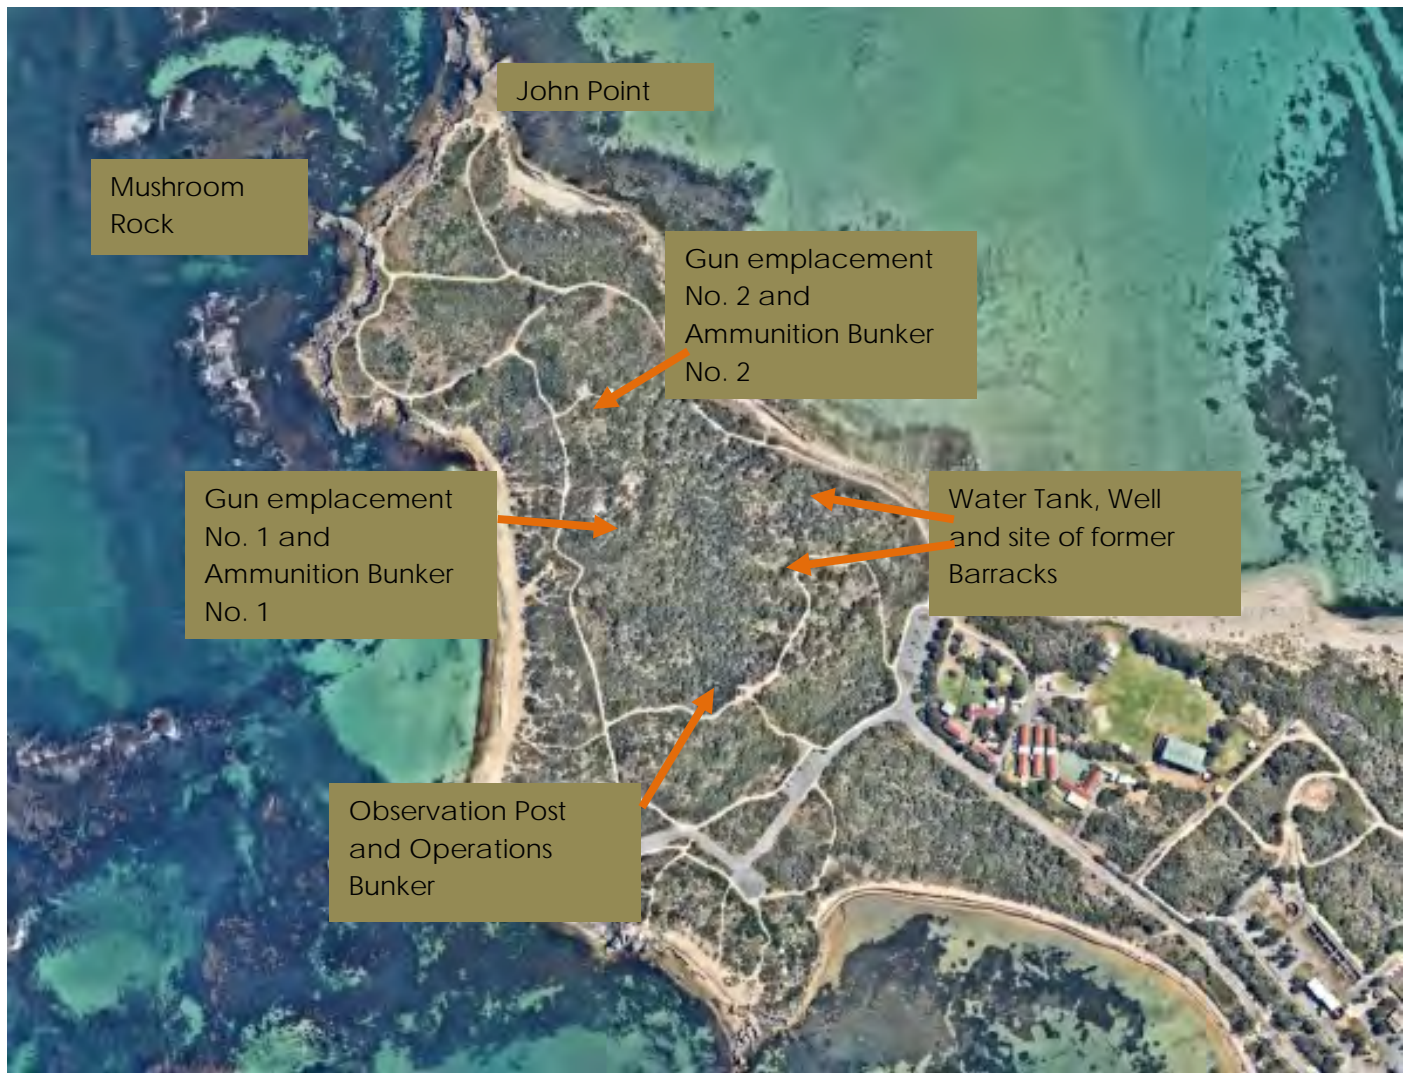 John Point
Mushroom
Rock
Gun emplacement
No. 2 and
Ammunition Bunker
No. 2
Gun emplacement
No. 1 and
Ammunition Bunker
No. 1
Water Tank, Well
and site of former
Barracks
Observation Post
and Operations
Bunker